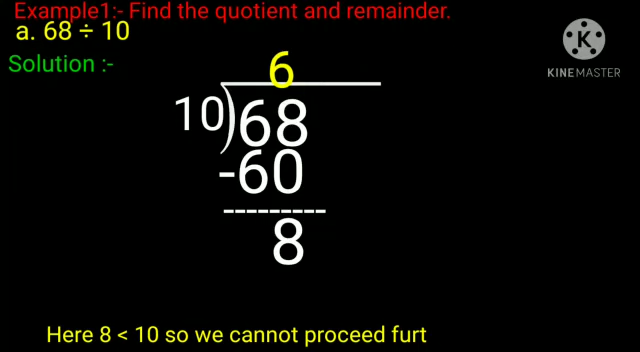 Example1:- Find the quotient and remainder.
a. 68 ÷ 10
Solution :-
6
10)68
-60
---------
8
Here 8 < 10 so we cannot proceed furt
K
KINEMASTER